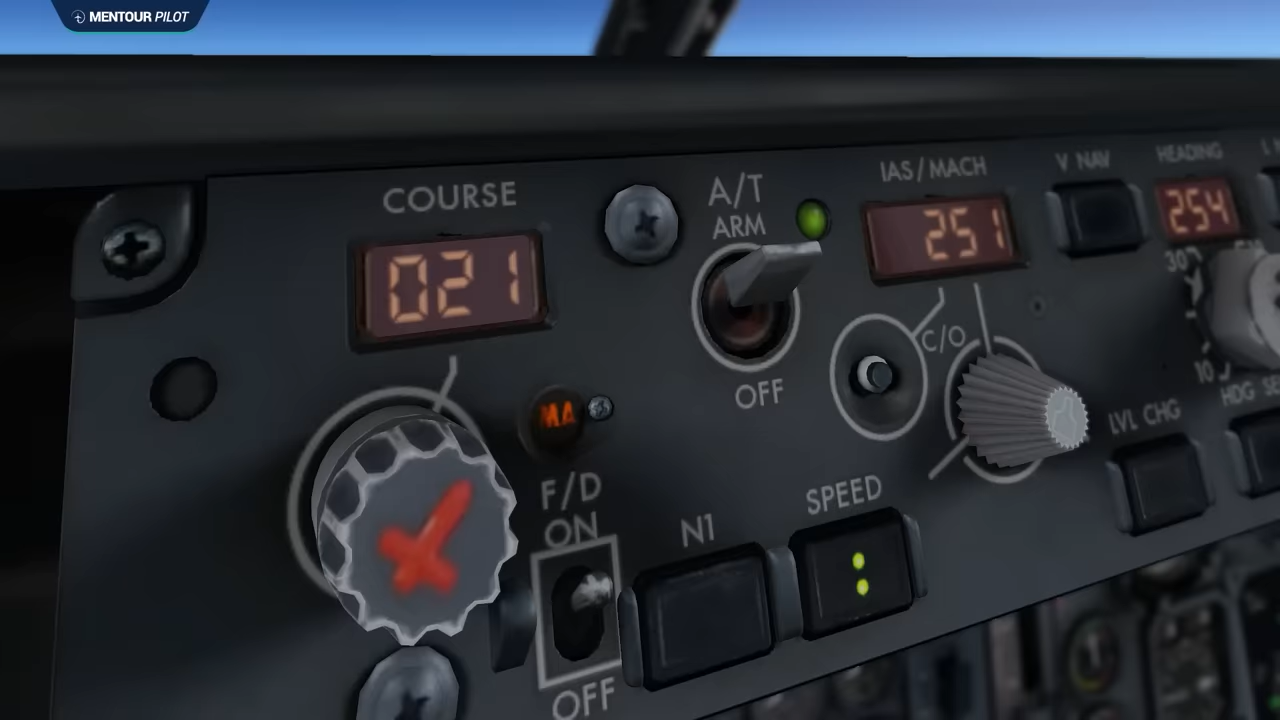 MENTOUR PILOT
COURSE
021
A/T
ARM
OFF
IAS/MACH
251
V NAV
HEADING
254
30
10
C/O
MA
F/D
ON
OFF
N1
SPEED
LVL CHG
HDG